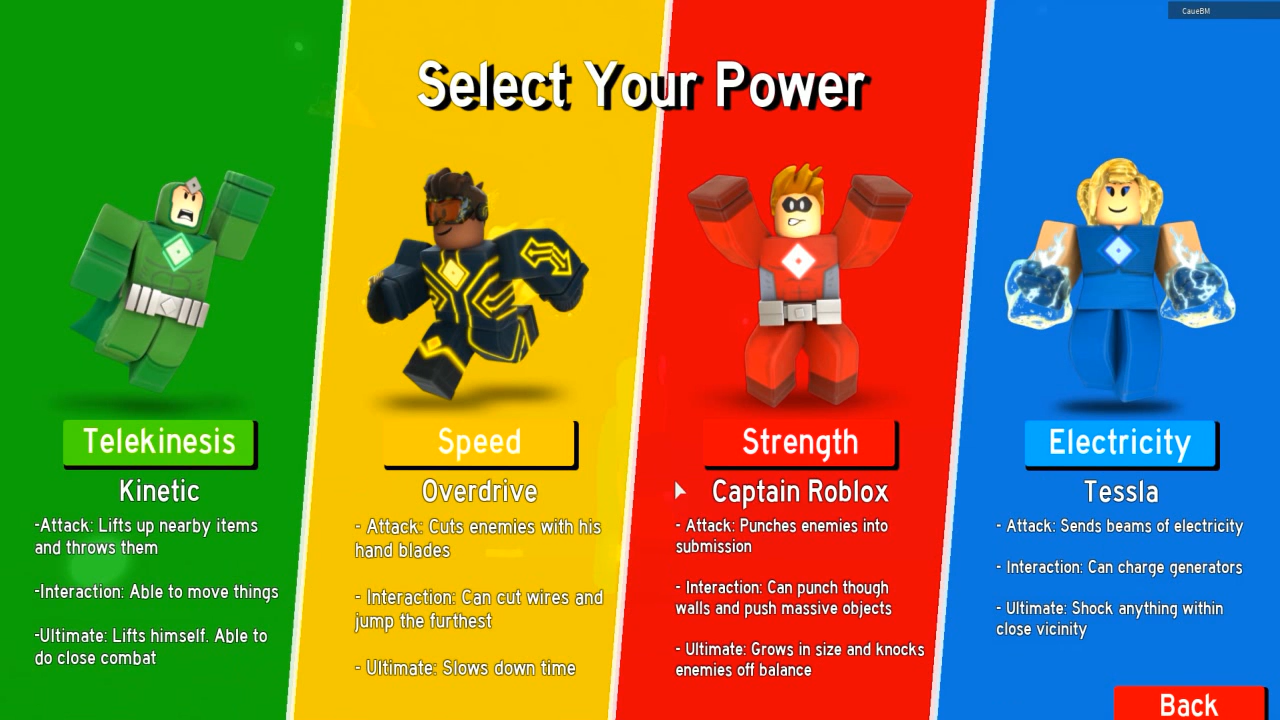 CaueBM
Select Your Power
Telekinesis
Kinetic
-Attack: Lifts up nearby items
and throws them
-Interaction: Able to move things
-Ultimate: Lifts himself. Able to
do close combat
Speed
Overdrive
- Attack: Cuts enemies with his
hand blades
- Interaction: Can cut wires and
jump the furthest
- Ultimate: Slows down time
Strength
Captain Roblox
- Attack: Punches enemies into
submission
- Interaction: Can punch though
walls and push massive objects
- Ultimate: Grows in size and knocks
enemies off balance
Electricity
Tessla
- Attack: Sends beams of electricity
- Interaction: Can charge generators
- Ultimate: Shock anything within
close vicinity
Back